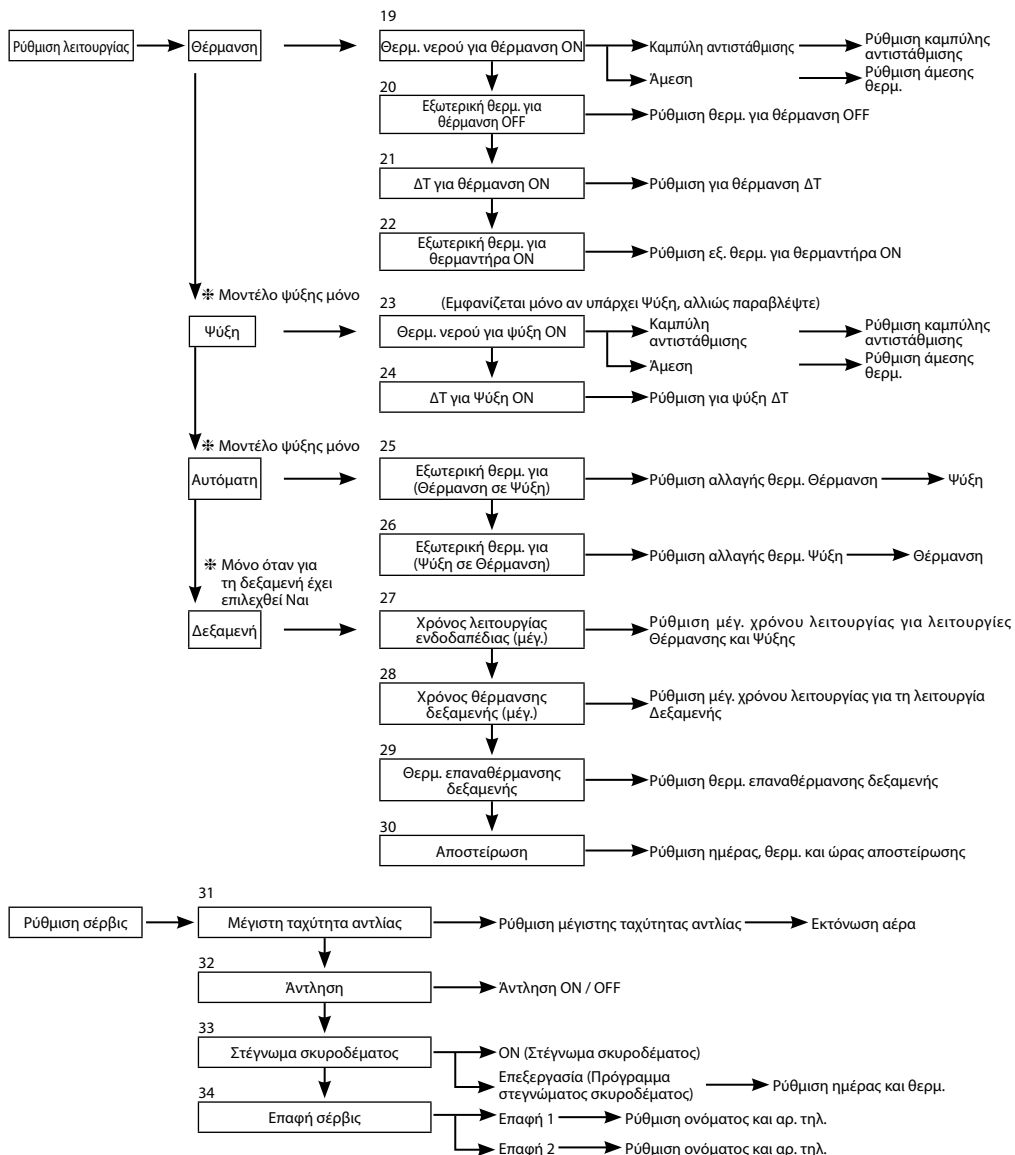 19
Ρύθμιση λειτουργίας
Θέρμανση
Θερμ. νερού για θέρμανση ON
Καμπύλη αντιστάθμισης
Ρύθμιση καμπύλης
αντιστάθμισης
Άμεση
Ρύθμιση άμεσης
θερμ.
20
Εξωτερική θερμ. για
θέρμανση OFF
Ρύθμιση θερμ. για θέρμανση OFF
21
ΔT για θέρμανση ON
Ρύθμιση για θέρμανση ΔT
22
Εξωτερική θερμ. για
θερμαντήρα ON
Ρύθμιση εξ. θερμ. για θερμαντήρα ON
❉ Μοντέλο ψύξης μόνο
23
(Εμφανίζεται μόνο αν υπάρχει Ψύξη, αλλιώς παραβλέψτε)
Ψύξη
Θερμ. νερού για ψύξη ON
Καμπύλη
αντιστάθμισης
Ρύθμιση καμπύλης
αντιστάθμισης
Άμεση
Ρύθμιση άμεσης
θερμ.
24
ΔT για Ψύξη ON
Ρύθμιση για ψύξη ΔT
❉ Μοντέλο ψύξης μόνο
25
Αυτόματη
Εξωτερική θερμ. για
(Θέρμανση σε Ψύξη)
Ρύθμιση αλλαγής θερμ. Θέρμανση
Ψύξη
26
Εξωτερική θερμ. για
(Ψύξη σε Θέρμανση)
Ρύθμιση αλλαγής θερμ. Ψύξη
Θέρμανση
❉ Μόνο όταν για
τη δεξαμενή έχει
επιλεχθεί Ναι
27
Δεξαμενή
Χρόνος λειτουργίας
ενδοδαπέδιας (μέγ.)
Ρύθμιση μέγ. χρόνου λειτουργίας για λειτουργίες
Θέρμανσης και Ψύξης
28
Χρόνος θέρμανσης
δεξαμενής (μέγ.)
Ρύθμιση μέγ. χρόνου λειτουργίας για τη λειτουργία
Δεξαμενής
29
Θερμ. επαναθέρμανσης
δεξαμενής
Ρύθμιση θερμ. επαναθέρμανσης δεξαμενής
30
Αποστείρωση
Ρύθμιση ημέρας, θερμ. και ώρας αποστείρωσης
31
Ρύθμιση σέρβις
Μέγιστη ταχύτητα αντλίας
Ρύθμιση μέγιστης ταχύτητας αντλίας
Εκτόνωση αέρα
32
Άντληση
Άντληση ON / OFF
33
Στέγνωμα σκυροδέματος
ON (Στέγνωμα σκυροδέματος)
Επεξεργασία (Πρόγραμμα
στεγνώματος σκυροδέματος)
Ρύθμιση ημέρας και θερμ.
34
Επαφή σέρβις
Επαφή 1
Ρύθμιση ονόματος και αρ. τηλ.
Επαφή 2
Ρύθμιση ονόματος και αρ. τηλ.